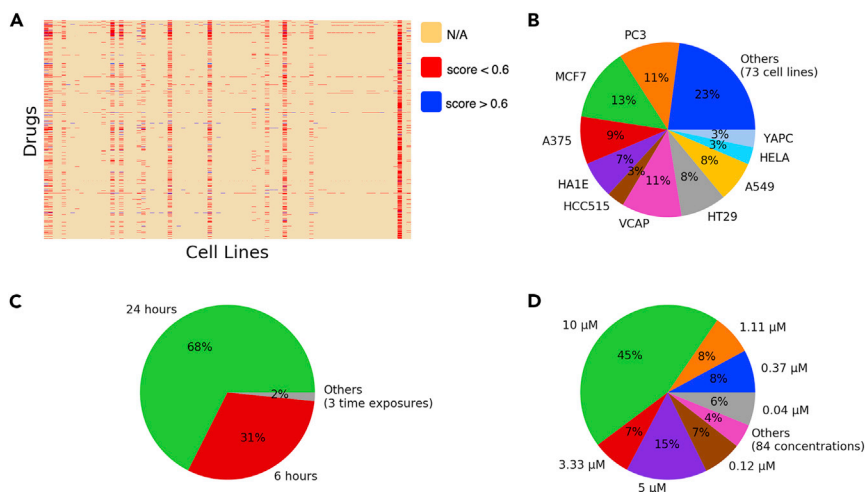 A
Drugs
Cell Lines
N/A
score < 0.6
score > 0.6
B
PC3
Others
(73 cell lines)
MCF7
11%
23%
13%
A375
9%
3%
YAPC
3%
HELA
7%
8%
A549
HA1E
3%
11%
8%
HCC515
VCAP
HT29
C
24 hours
68%
Others
2%
(3 time exposures)
31%
6 hours
D
10 µM
1.11 µM
45%
8%
0.37 µM
8%
6%
0.04 µM
4%
Others
(84 concentrations)
7%
7%
15%
0.12 µM
3.33 µM
5 µM